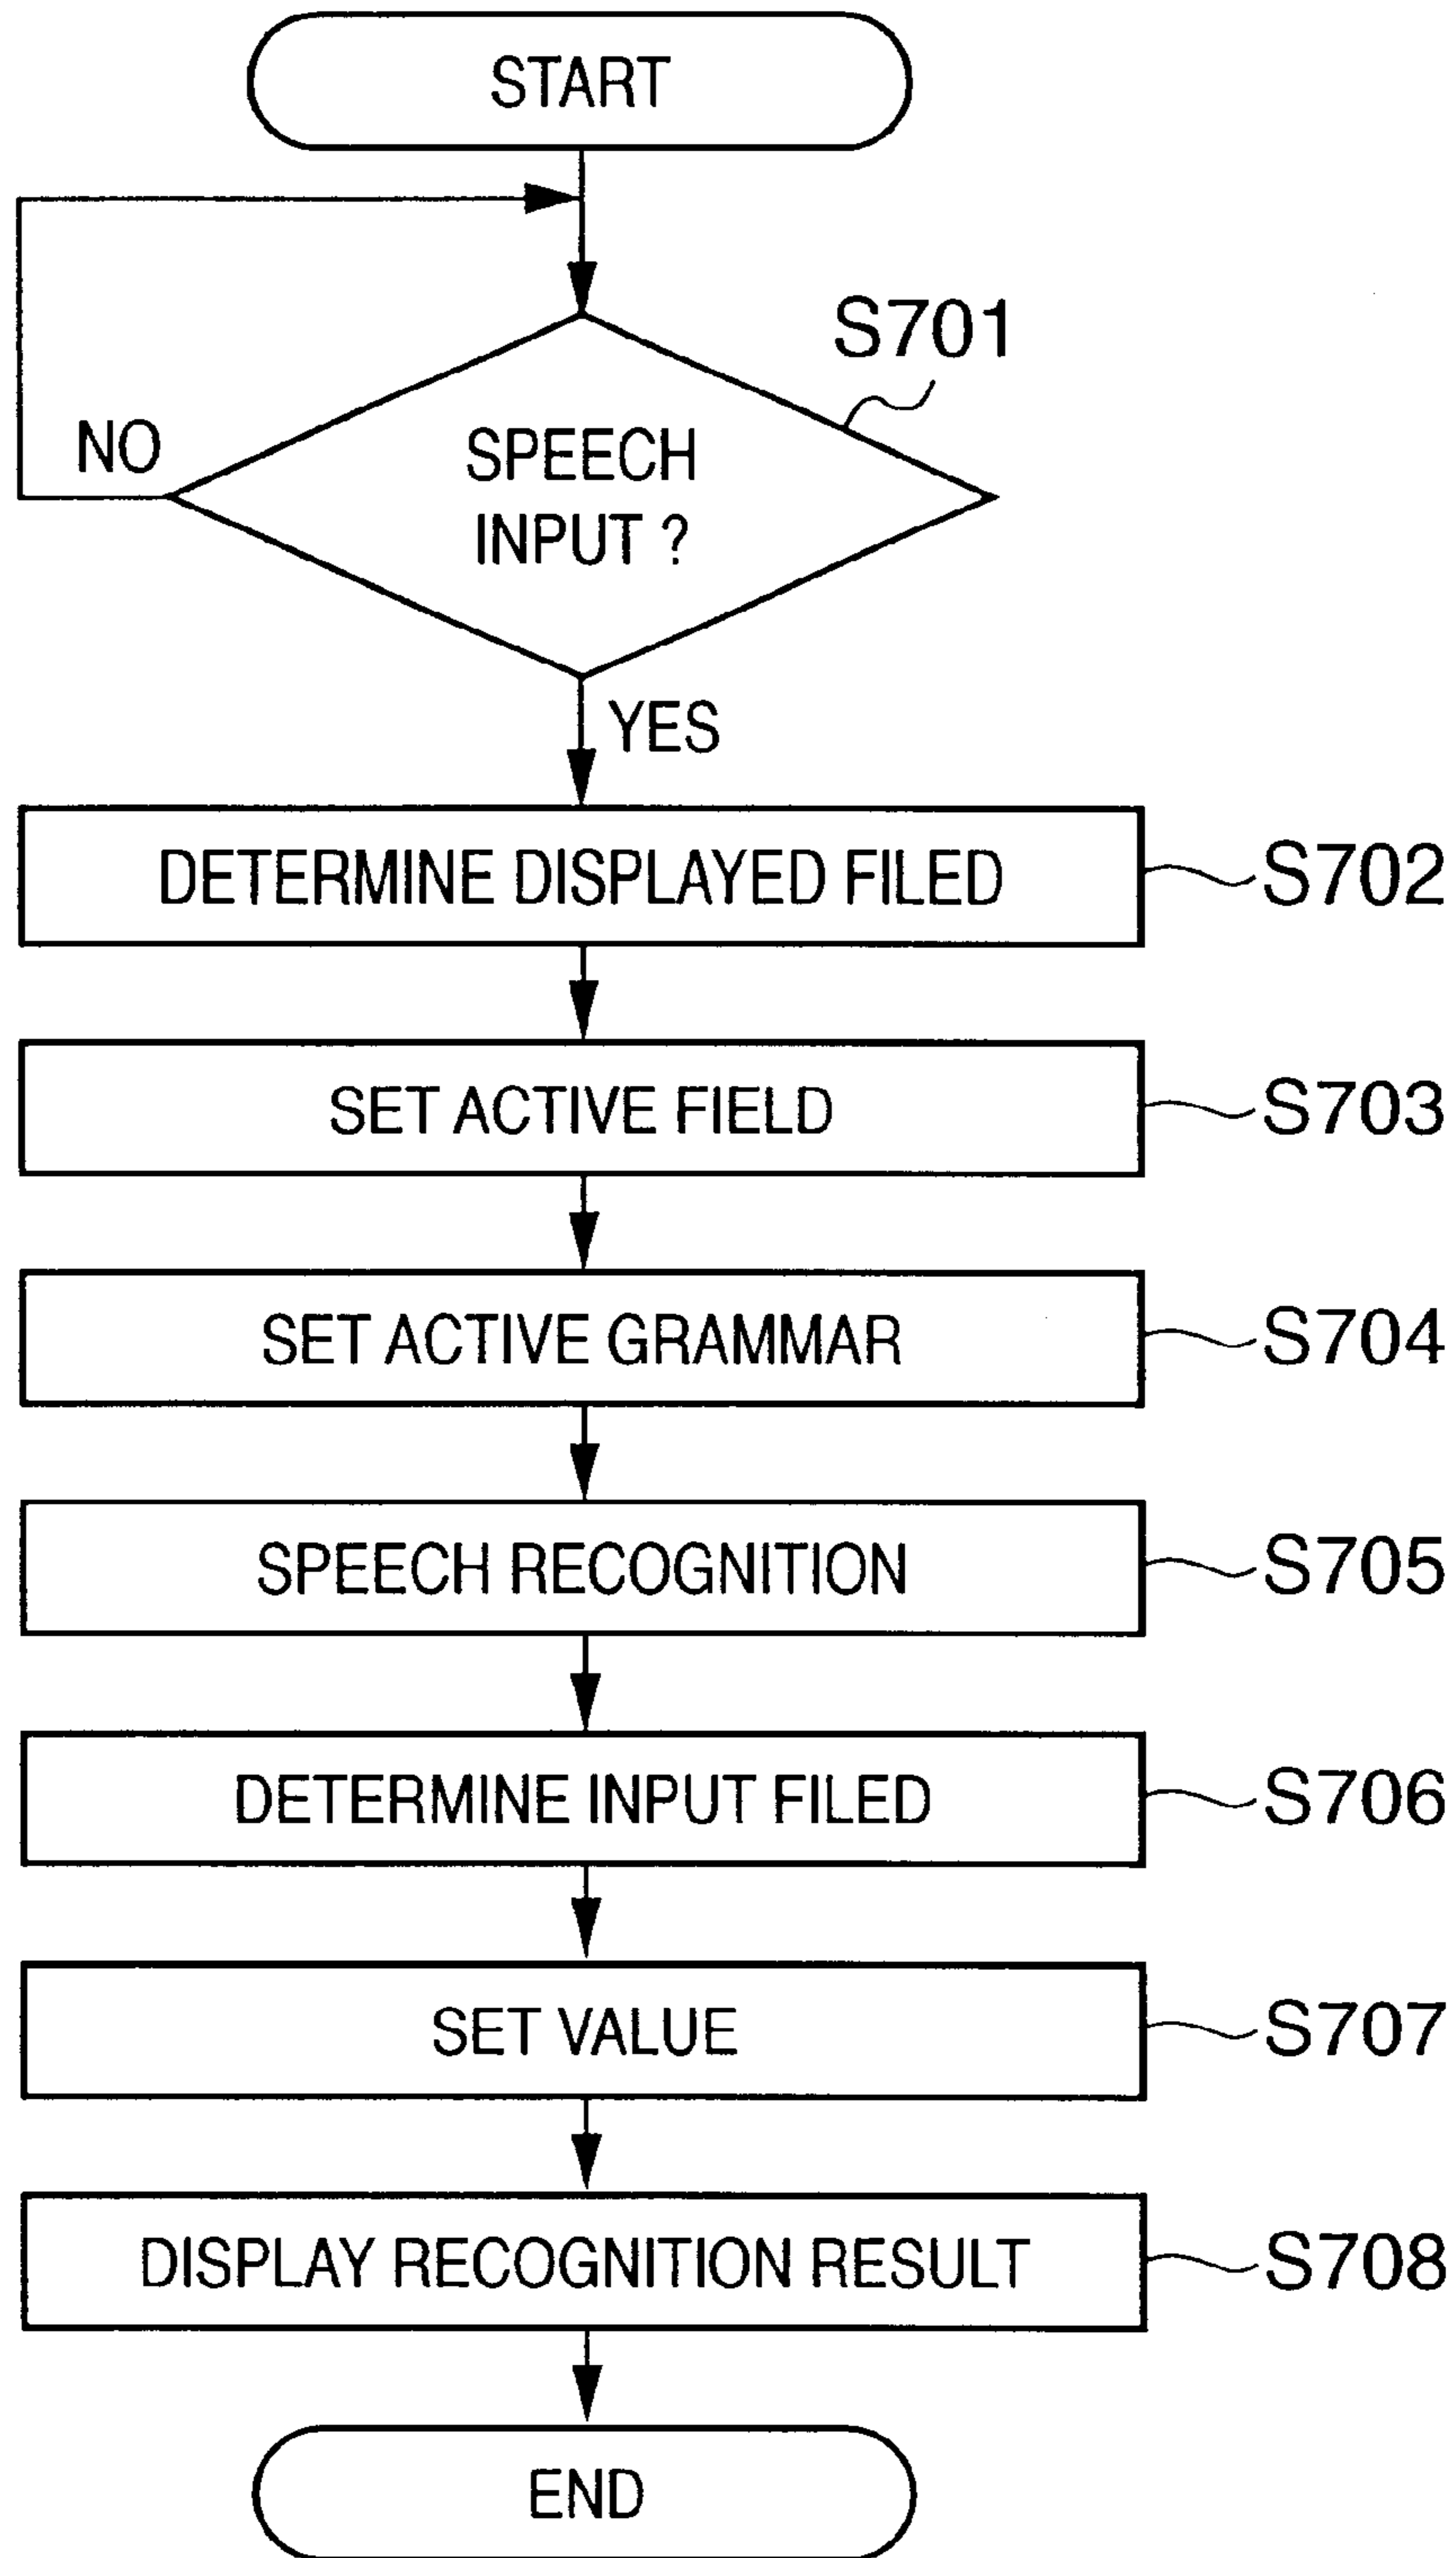 START
S701
NO
SPEECH
INPUT ?
YES
DETERMINE DISPLAYED FILED
S702
SET ACTIVE FIELD
S703
SET ACTIVE GRAMMAR
S704
SPEECH RECOGNITION
S705
DETERMINE INPUT FILED
S706
SET VALUE
S707
DISPLAY RECOGNITION RESULT
S708
END